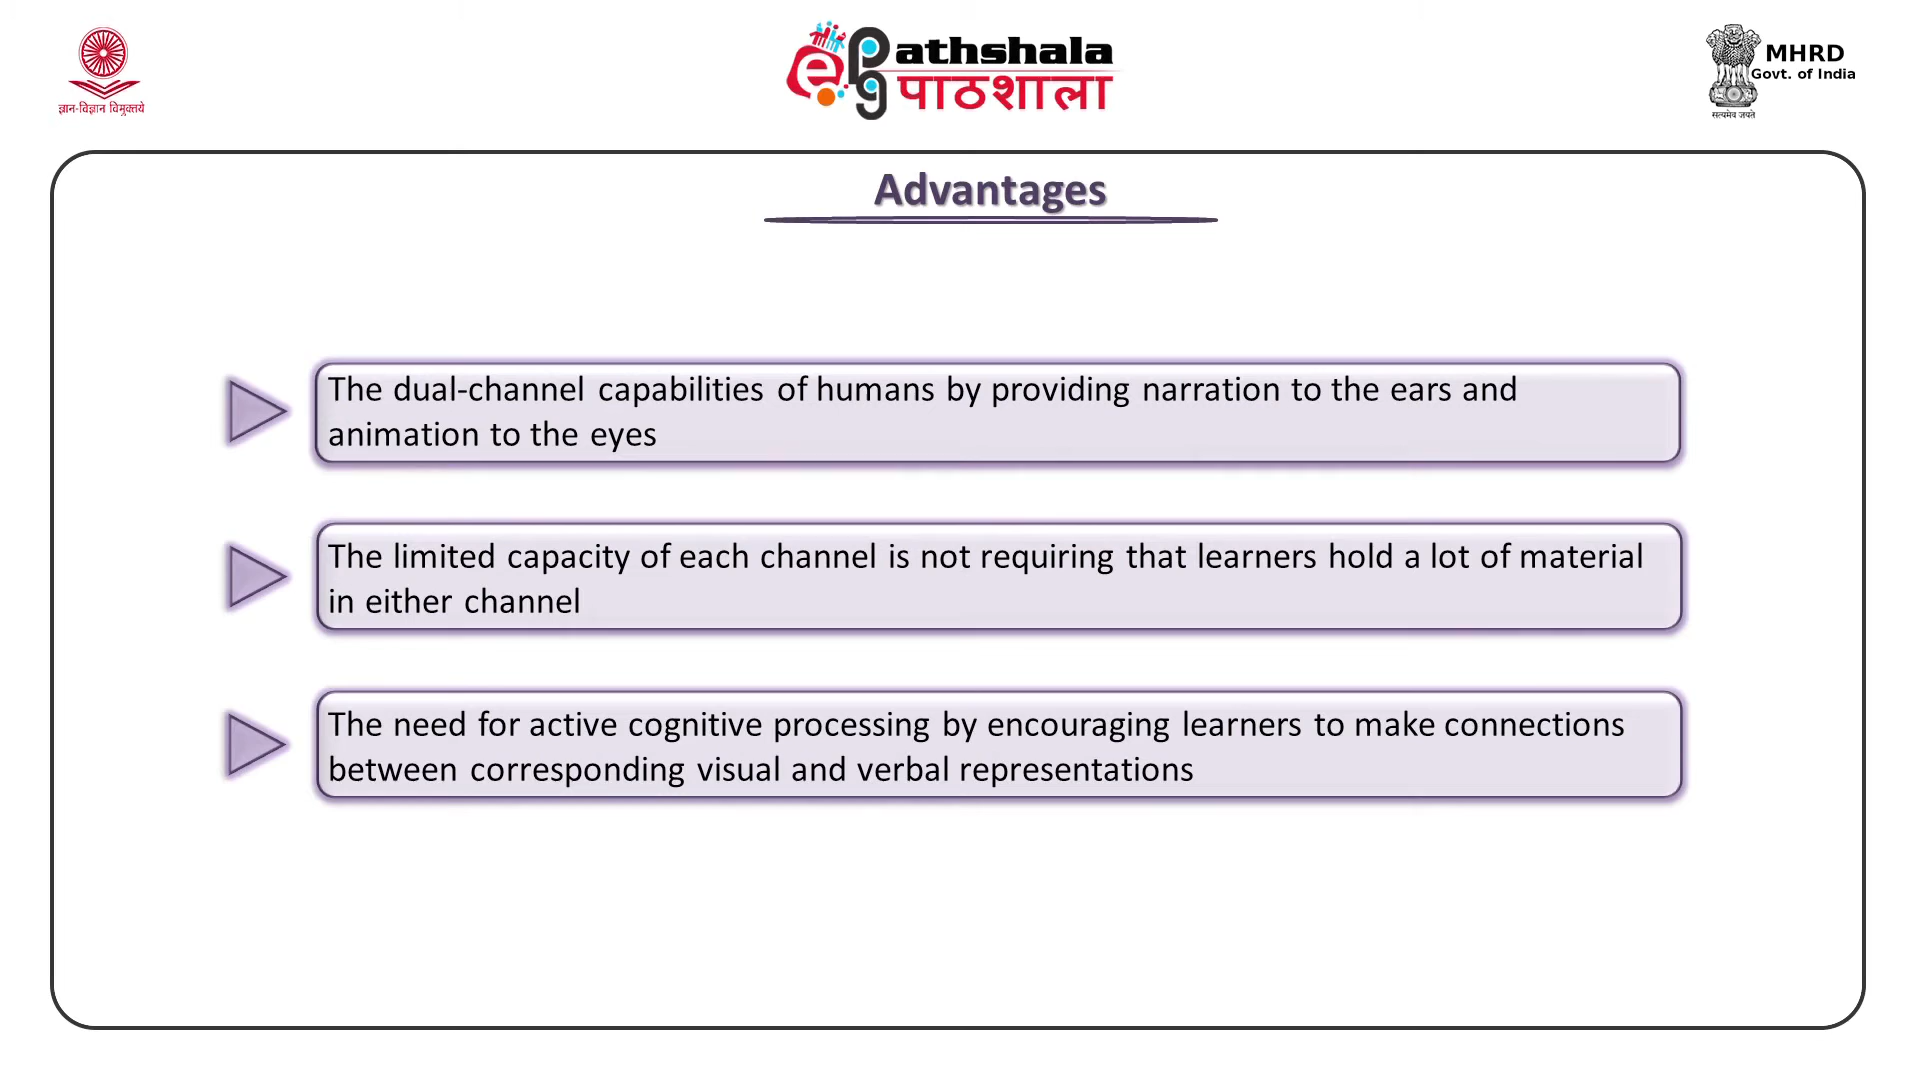 ज्ञान-विज्ञान विमुक्तये
ePG athshala
पाठशाला
MHRD
Govt. of India
सत्यमेव जयते
Advantages
The dual-channel capabilities of humans by providing narration to the ears and
animation to the eyes
The limited capacity of each channel is not requiring that learners hold a lot of material
in either channel
The need for active cognitive processing by encouraging learners to make connections
between corresponding visual and verbal representations